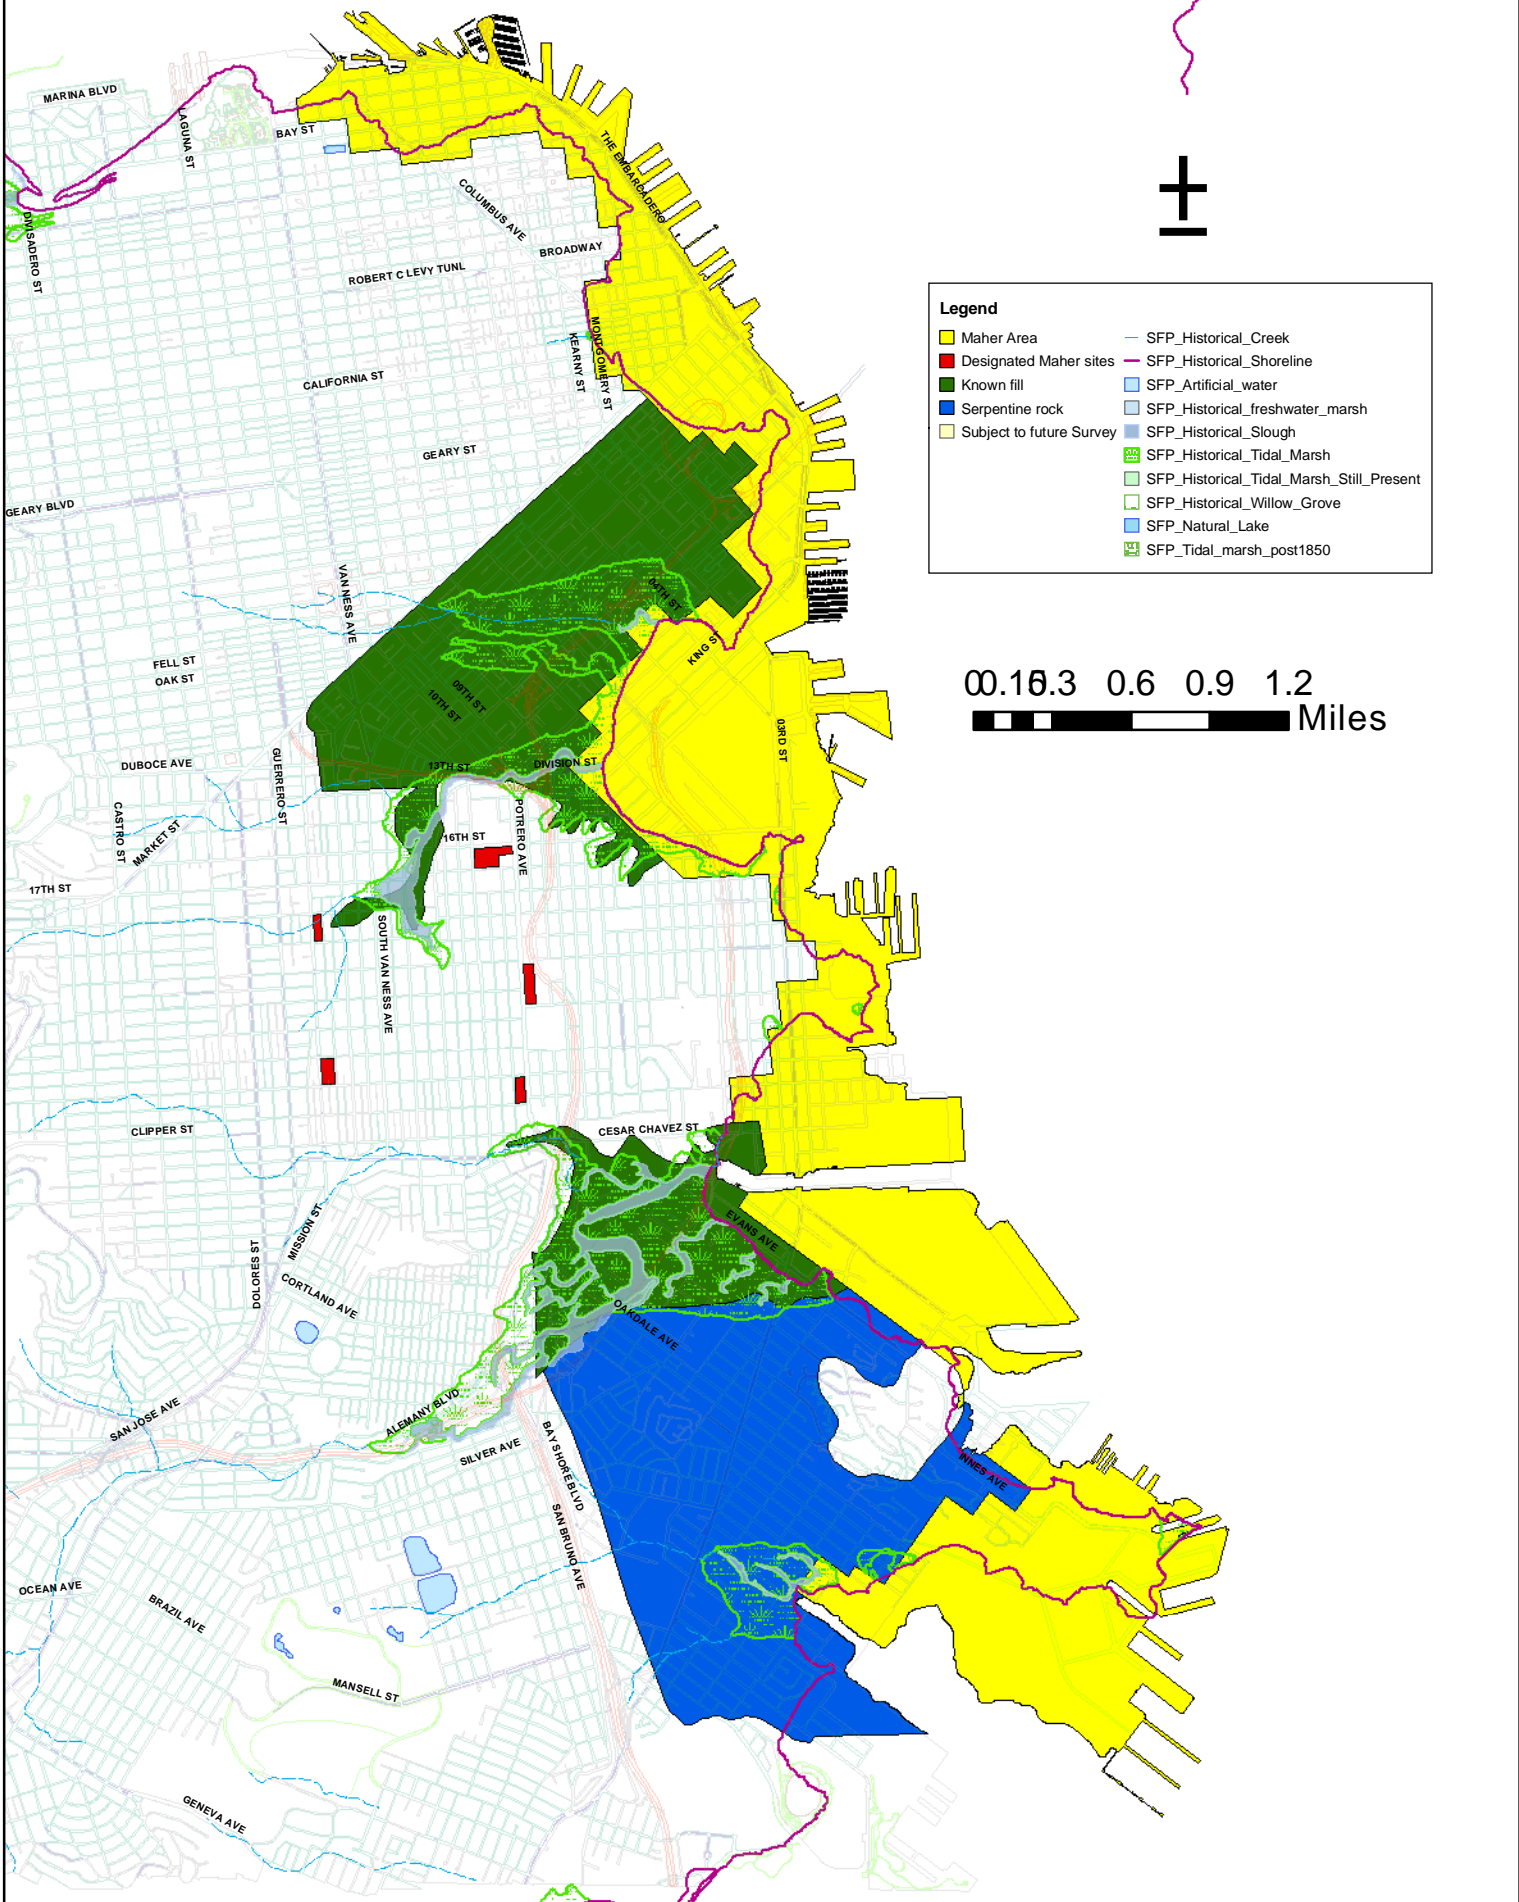 MARINA BLVD
LAGUNA ST
BAY ST
THE EMBARCADERO
COLUMBUS AVE
DIVISADERO ST
BROADWAY
ROBERT C LEVY TUNL
MONTGOMERY ST
KEARNY ST
CALIFORNIA ST
GEARY ST
GEARY BLVD
VAN NESS AVE
04TH ST
KING ST
FELL ST
OAK ST
09TH ST
10TH ST
03RD ST
DUBOCE AVE
GUERRERO ST
13TH ST
DIVISION ST
CASTRO ST
MARKET ST
POTRERO AVE
16TH ST
17TH ST
SOUTH VAN NESS AVE
CLIPPER ST
CESAR CHAVEZ ST
MISSION ST
EVANS AVE
DOLORES ST
CORTLAND AVE
OAKDALE AVE
SAN JOSE AVE
ALEMANY BLVD
SILVER AVE
BAYSHORE BLVD
INNES AVE
SAN BRUNO AVE
OCEAN AVE
BRAZIL AVE
MANSELL ST
GENEVA AVE
Legend
Maher Area
Designated Maher sites
Known fill
Serpentine rock
Subject to future Survey
SFP_Historical_Creek
SFP_Historical_Shoreline
SFP_Artificial_water
SFP_Historical_freshwater_marsh
SFP_Historical_Slough
SFP_Historical_Tidal_Marsh
SFP_Historical_Tidal_Marsh_Still_Present
SFP_Historical_Willow_Grove
SFP_Natural_Lake
SFP_Tidal_marsh_post1850
0 0.15 0.3 0.6 0.9 1.2
Miles